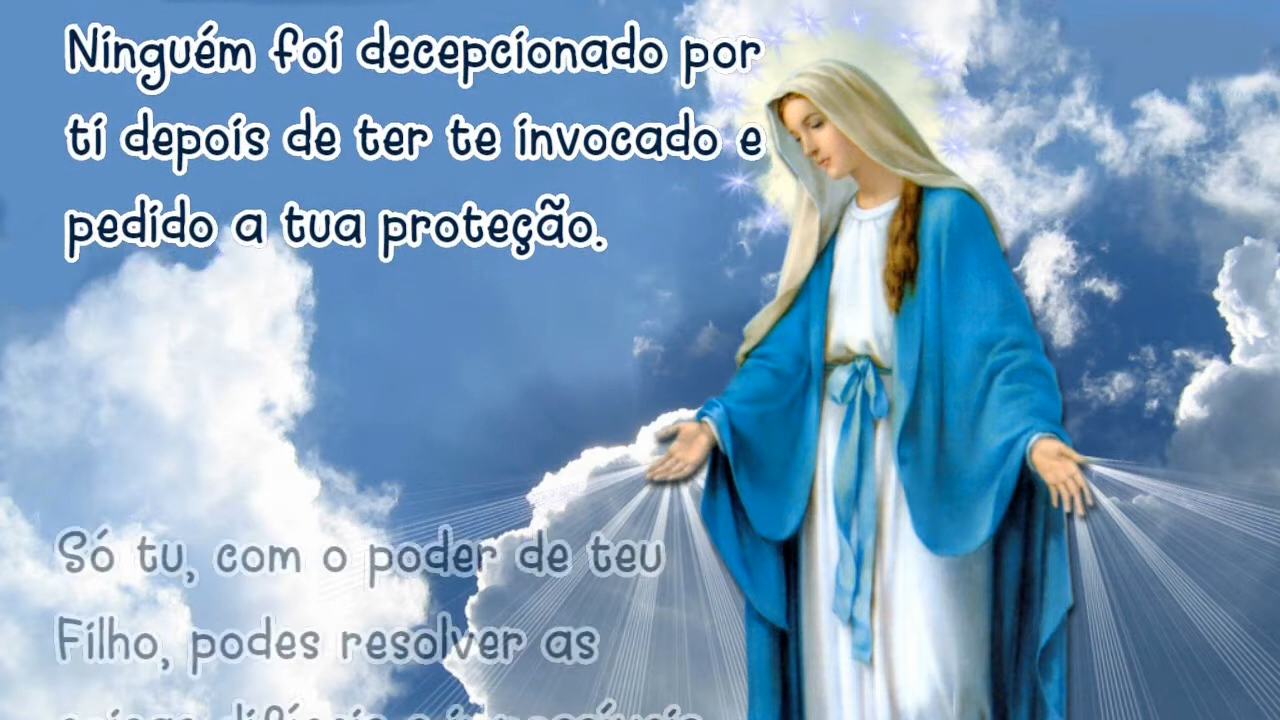 Ninguém foi decepcionado por
ti depois de ter te invocado e
pedido a tua proteção.
Só tu, com o poder de teu
Filho, podes resolver as